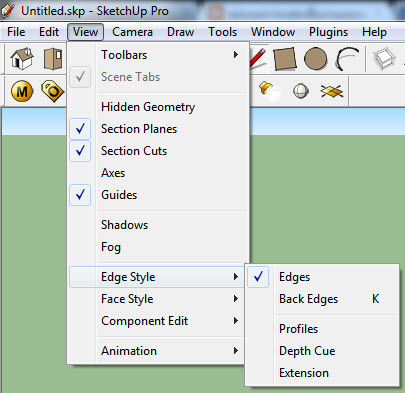 Untitled.skp - SketchUp Pro
File Edit View Camera Draw Tools Window Plugins Help
Toolbars
Scene Tabs
Hidden Geometry
Section Planes
Section Cuts
Axes
Guides
Shadows
Fog
Edge Style
Edges
Face Style
Back Edges K
Component Edit
Profiles
Animation
Depth Cue
Extension
M